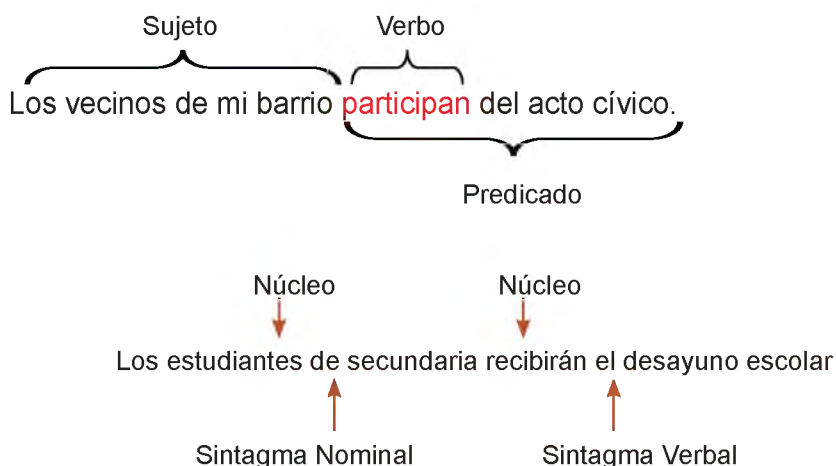 Sujeto Verbo
Los vecinos de mi barrio participan del acto cívico.
Predicado
Núcleo Núcleo
Los estudiantes de secundaria recibirán el desayuno escolar
Sintagma Nominal Sintagma Verbal